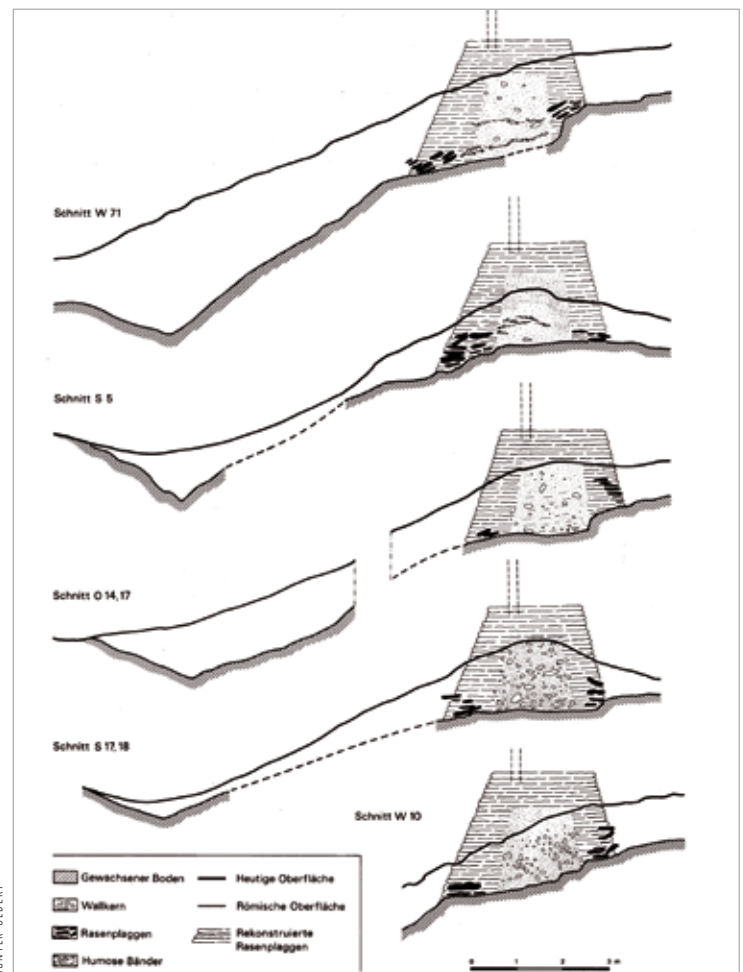 Schnitt W 71
Schnitt S 5
Schnitt O 14, 17
Schnitt S 17, 18
Schnitt W 10
Gewachsener Boden
Wallkern
Rasenplaggen
Humose Bänder
Heutige Oberfläche
Römische Oberfläche
Rekonstruierte
Rasenplaggen
0 1 2 3 m